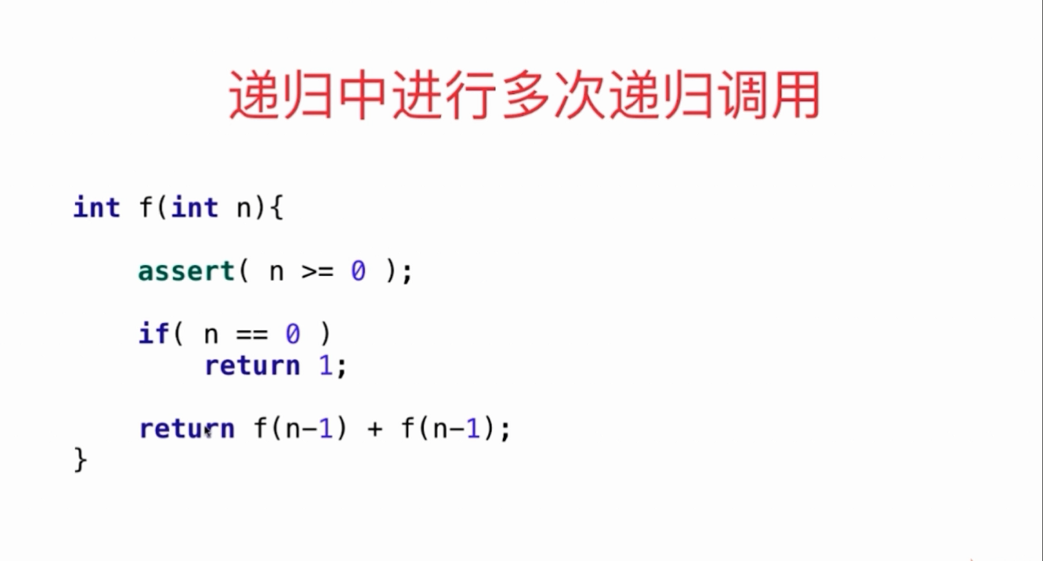 递归中进行多次递归调用
int f(int n){
assert( n >= 0 );
if( n == 0 )
return 1;
return f(n-1) + f(n-1);
}